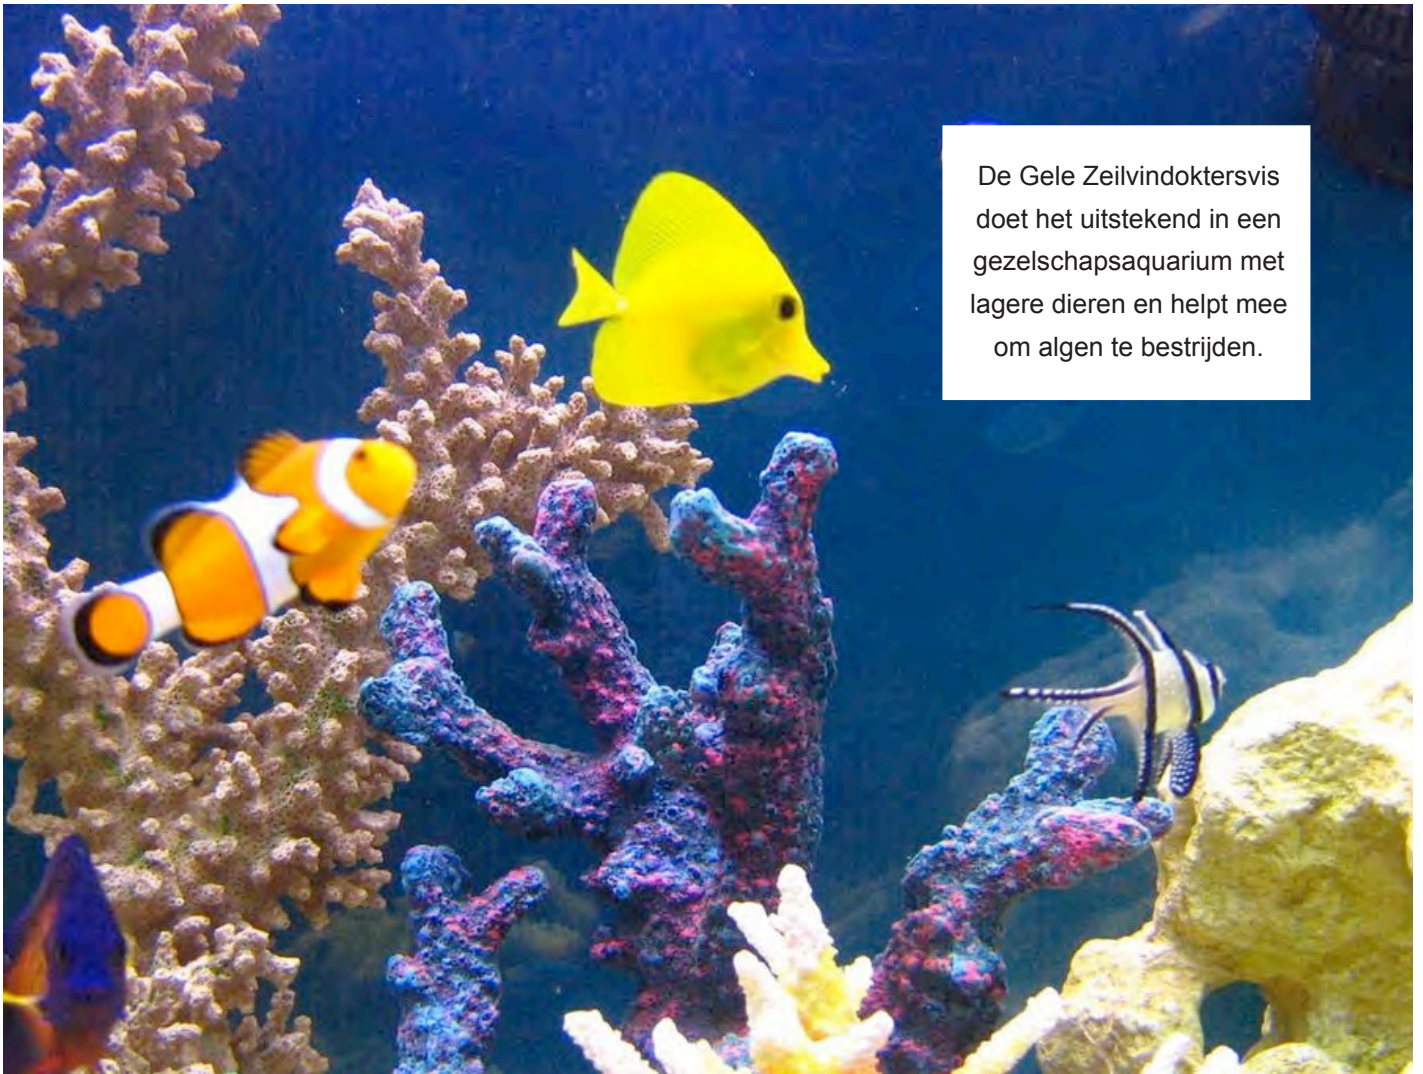 De Gele Zeilvindoktersvis
doet het uitstekend in een
gezelschapsaquarium met
lagere dieren en helpt mee
om algen te bestrijden.